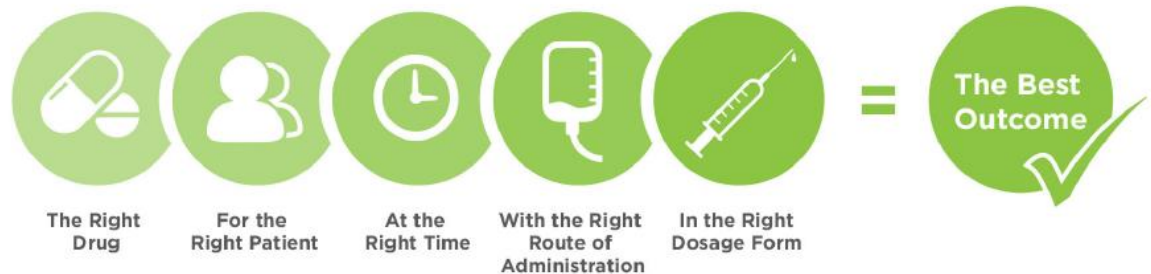 The Right
Drug
For the
Right Patient
At the
Right Time
With the Right
Route of
Administration
In the Right
Dosage Form
=
The Best
Outcome